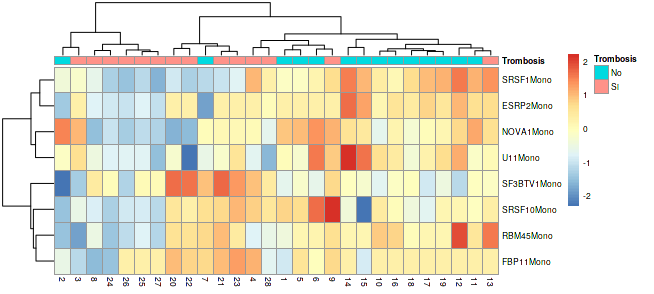 Trombosis
SRSF1Mono
ESRP2Mono
NOVA1Mono
U11Mono
SF3BTV1Mono
SRSF10Mono
RBM45Mono
FBP11Mono
2 3 8 24 26 25 27 20 22 7 21 23 4 28 1 5 6 9 14 15 10 16 18 17 19 12 11 13
2
1
0
-1
-2
Trombosis
No
SI